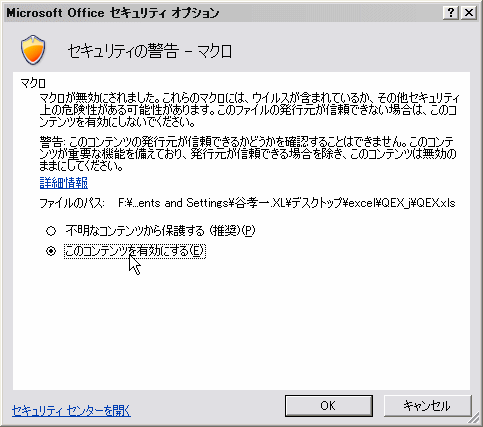 Microsoft Office セキュリティ オプション
セキュリティの警告 - マクロ
マクロ
マクロが無効にされました。これらのマクロには、ウイルスが含まれているか、その他セキュリティ
上の危険性がある可能性があります。このファイルの発行元が信頼できない場合は、このコ
ンテンツを有効にしないでください。
警告: このコンテンツの発行元が信頼できるかどうかを確認することはできません。このコンテ
ンツが重要な機能を備えており、発行元が信頼できる場合を除き、このコンテンツは無効の
ままにしてください。
詳細情報
ファイルのパス: F:¥...ents and Settings¥谷孝一.XL¥デスクトップ¥excel¥QEX_j¥QEX.xls
不明なコンテンツから保護する (推奨)(P)
このコンテンツを有効にする(E)
セキュリティ センターを開く
OK
キャンセル